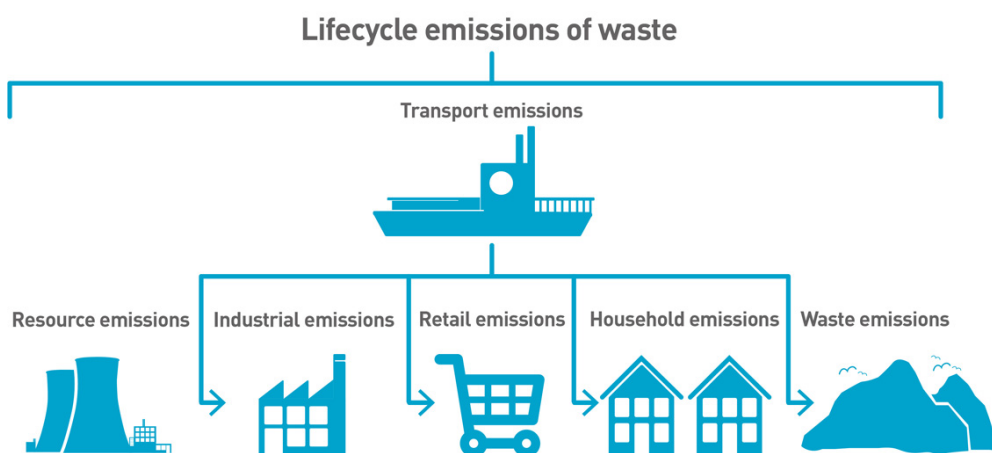 Lifecycle emissions of waste
Transport emissions
Resource emissions
Industrial emissions
Retail emissions
Household emissions
Waste emissions